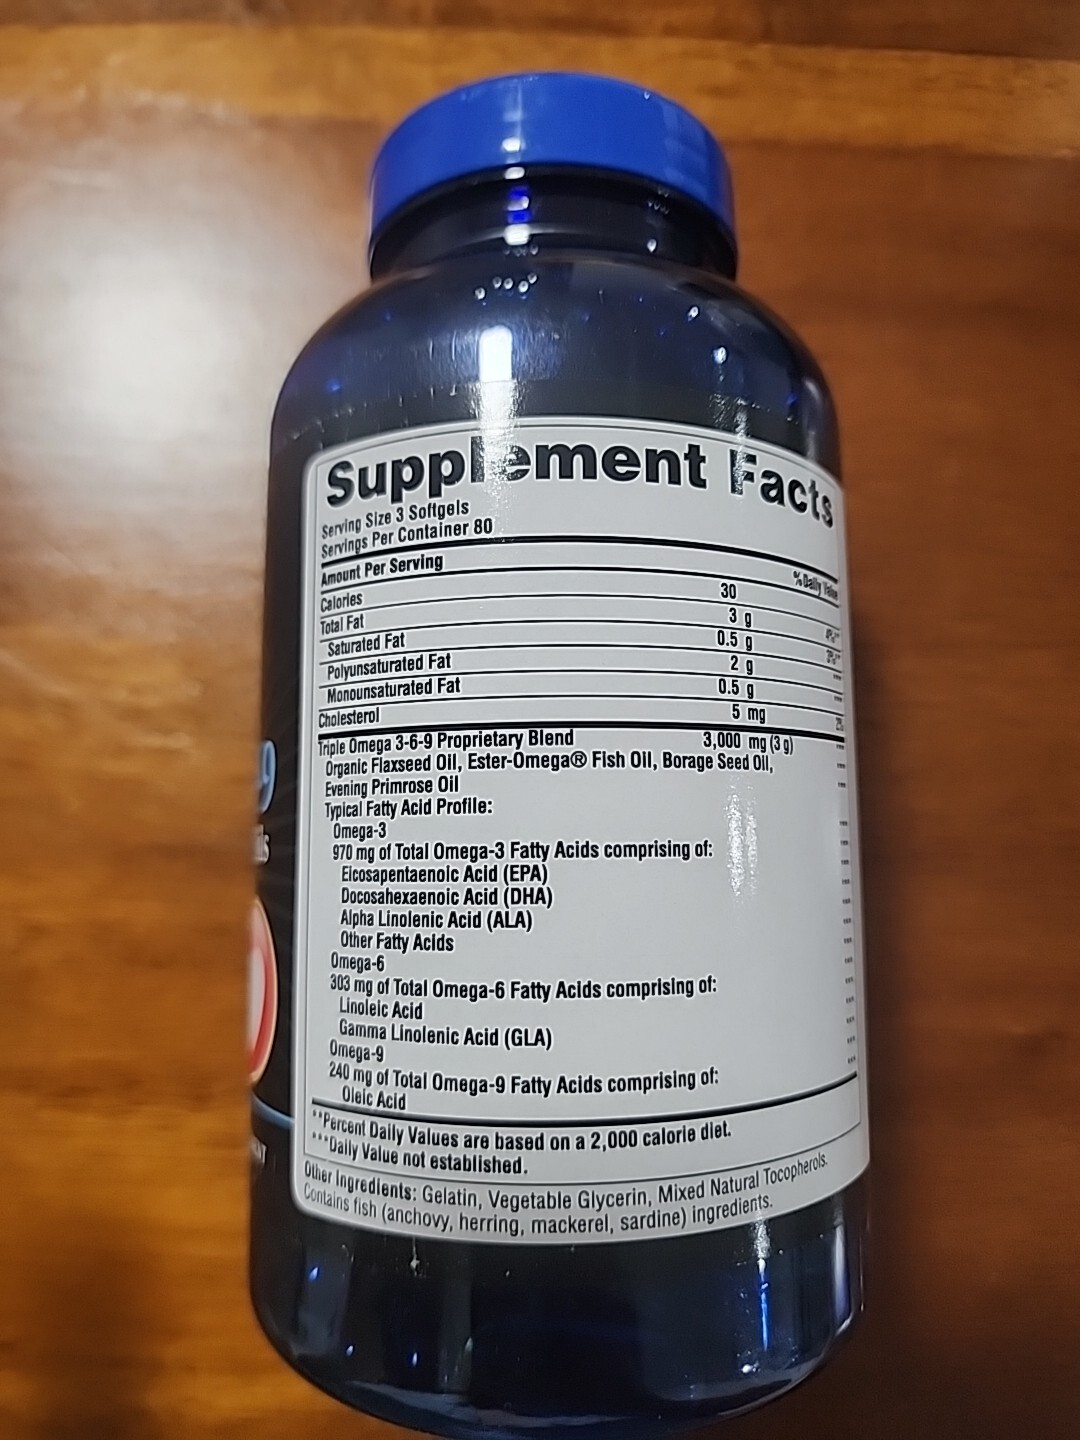 Supplement Facts
Serving Size 3 Softgels
Servings Per Container 80
Amount Per Serving % Daily Value
Calories 30
Total Fat 3 g 4%**
Saturated Fat 0.5 g 3%**
Polyunsaturated Fat 2 g ***
Monounsaturated Fat 0.5 g ***
Cholesterol 5 mg 2%
Triple Omega 3-6-9 Proprietary Blend 3,000 mg (3 g) ***
Organic Flaxseed Oil, Ester-Omega® Fish Oil, Borage Seed Oil, ***
Evening Primrose Oil ***
Typical Fatty Acid Profile:
Omega-3 ***
970 mg of Total Omega-3 Fatty Acids comprising of: ***
Eicosapentaenoic Acid (EPA) ***
Docosahexaenoic Acid (DHA) ***
Alpha Linolenic Acid (ALA) ***
Other Fatty Acids ***
Omega-6 ***
303 mg of Total Omega-6 Fatty Acids comprising of: ***
Linoleic Acid ***
Gamma Linolenic Acid (GLA) ***
Omega-9 ***
240 mg of Total Omega-9 Fatty Acids comprising of: ***
Oleic Acid
**Percent Daily Values are based on a 2,000 calorie diet.
***Daily Value not established.
Other Ingredients: Gelatin, Vegetable Glycerin, Mixed Natural Tocopherols.
Contains fish (anchovy, herring, mackerel, sardine) ingredients.
9